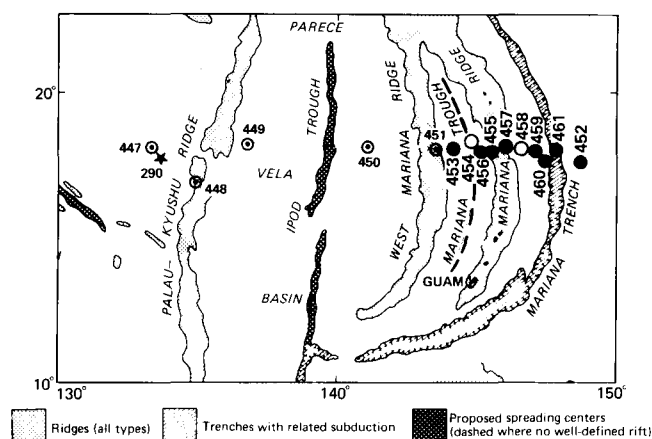 PARECE
RIDGE
20°
TROUGH
RIDGE
TROUGH
RIDGE
447
449
450
451
453
454
456
455
457
458
459
461
452
460
290
448
VELA
KYUSHU
PALAU–
IPOD
BASIN
WEST
MARIANA
MARIANA
MARIANA
GUAM
MARIANA
TRENCH
10°
130°
140°
150°
Ridges (all types)
Trenches with related subduction
Proposed spreading centers
(dashed where no well-defined rift)